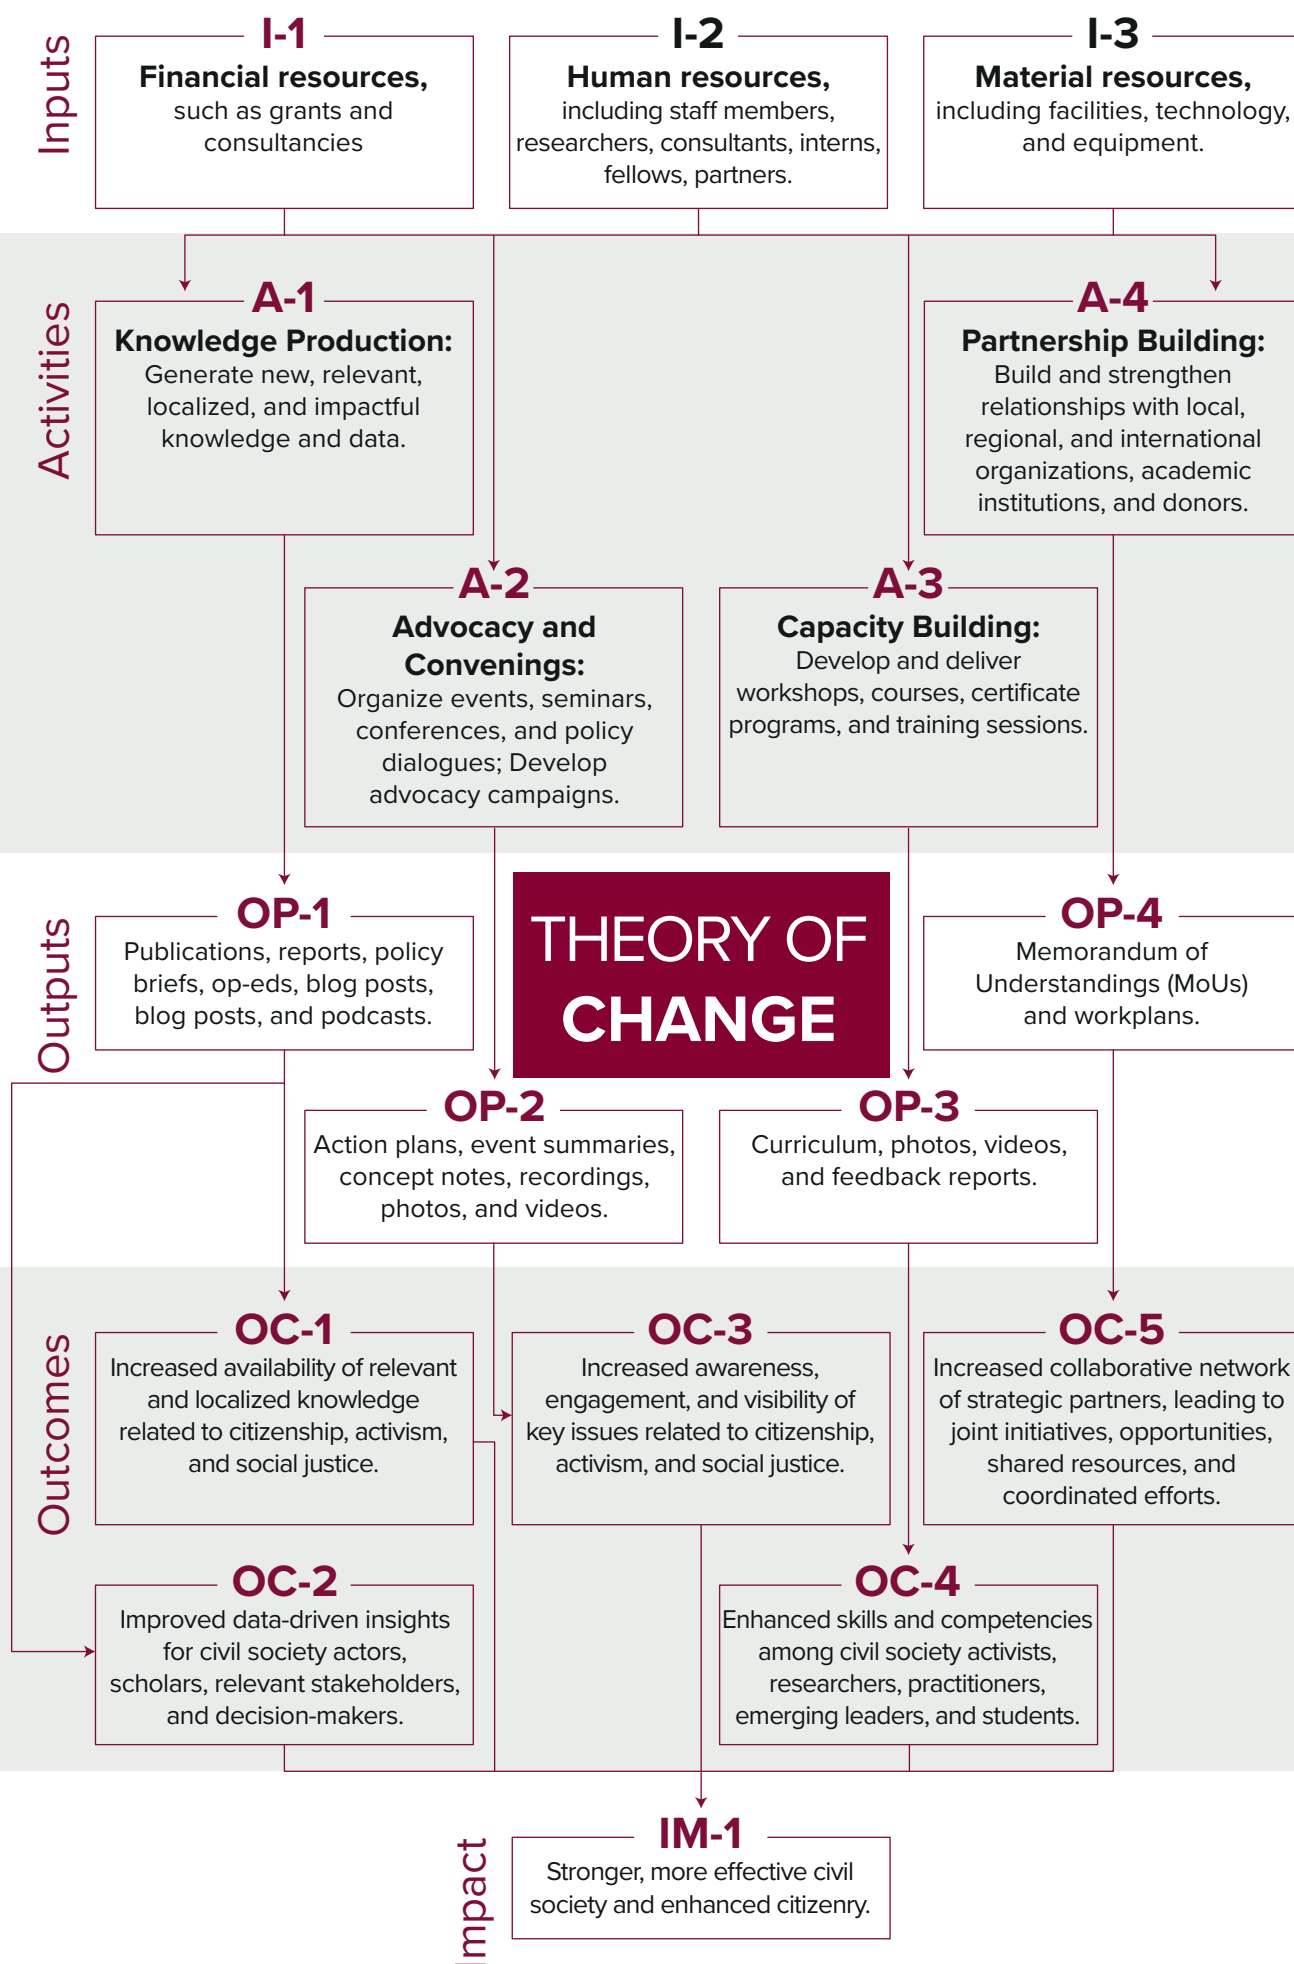 Inputs
I-1
Financial resources,
such as grants and
consultancies
I-2
Human resources,
including staff members,
researchers, consultants, interns,
fellows, partners.
I-3
Material resources,
including facilities, technology,
and equipment.
Activities
A-1
Knowledge Production:
Generate new, relevant,
localized, and impactful
knowledge and data.
A-4
Partnership Building:
Build and strengthen
relationships with local,
regional, and international
organizations, academic
institutions, and donors.
A-2
Advocacy and
Convenings:
Organize events, seminars,
conferences, and policy
dialogues; Develop
advocacy campaigns.
A-3
Capacity Building:
Develop and deliver
workshops, courses, certificate
programs, and training sessions.
Outputs
OP-1
Publications, reports, policy
briefs, op-eds, blog posts,
blog posts, and podcasts.
THEORY OF
CHANGE
OP-4
Memorandum of
Understandings (MoUs)
and workplans.
OP-2
Action plans, event summaries,
concept notes, recordings,
photos, and videos.
OP-3
Curriculum, photos, videos,
and feedback reports.
Outcomes
OC-1
Increased availability of relevant
and localized knowledge
related to citizenship, activism,
and social justice.
OC-3
Increased awareness,
engagement, and visibility of
key issues related to citizenship,
activism, and social justice.
OC-5
Increased collaborative network
of strategic partners, leading to
joint initiatives, opportunities,
shared resources, and
coordinated efforts.
OC-2
Improved data-driven insights
for civil society actors,
scholars, relevant stakeholders,
and decision-makers.
OC-4
Enhanced skills and competencies
among civil society activists,
researchers, practitioners,
emerging leaders, and students.
Impact
IM-1
Stronger, more effective civil
society and enhanced citizenry.